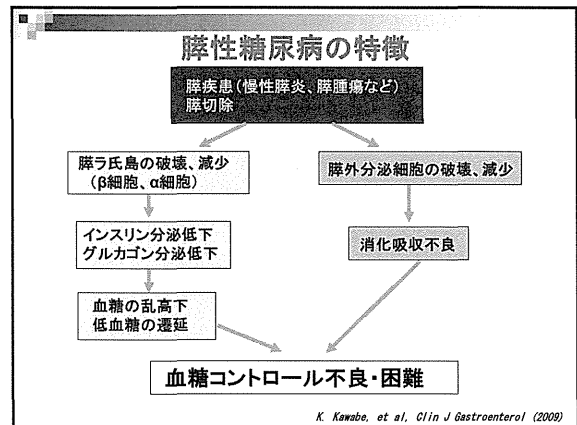 膵性糖尿病の特徴
膵疾患(慢性膵炎、膵腫瘍など)
膵切除
膵ラ氏島の破壊、減少
(β細胞、α細胞)
膵外分泌細胞の破壊、減少
インスリン分泌低下
グルカゴン分泌低下
消化吸収不良
血糖の乱高下
低血糖の遷延
血糖コントロール不良・困難
K. Kawabe, et al, Clin J Gastroenterol (2009)